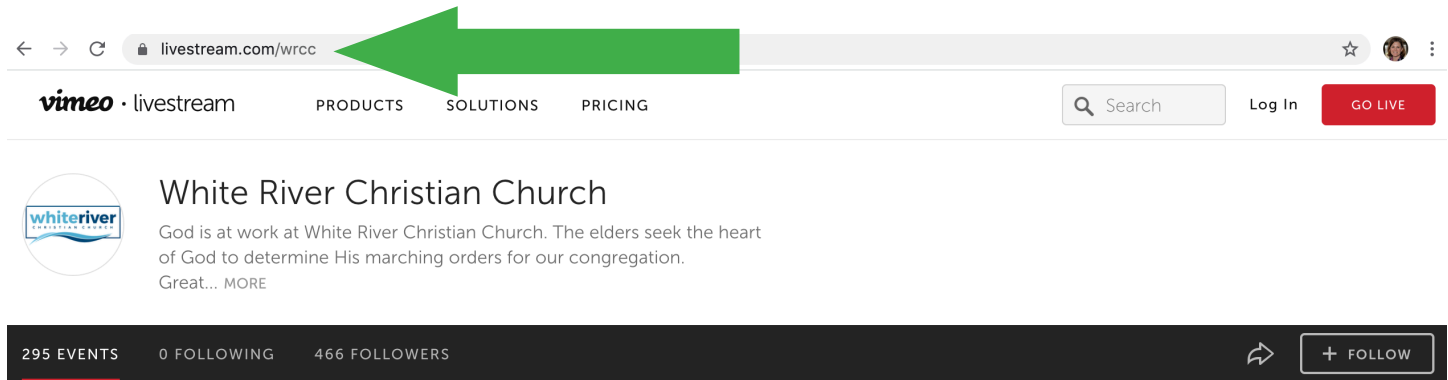 livestream.com/wrcc
vimeo · livestream PRODUCTS SOLUTIONS PRICING Search Log In GO LIVE
whiteriver
CHRISTIAN CHURCH
White River Christian Church
God is at work at White River Christian Church. The elders seek the heart
of God to determine His marching orders for our congregation.
Great... MORE
295 EVENTS 0 FOLLOWING 466 FOLLOWERS + FOLLOW